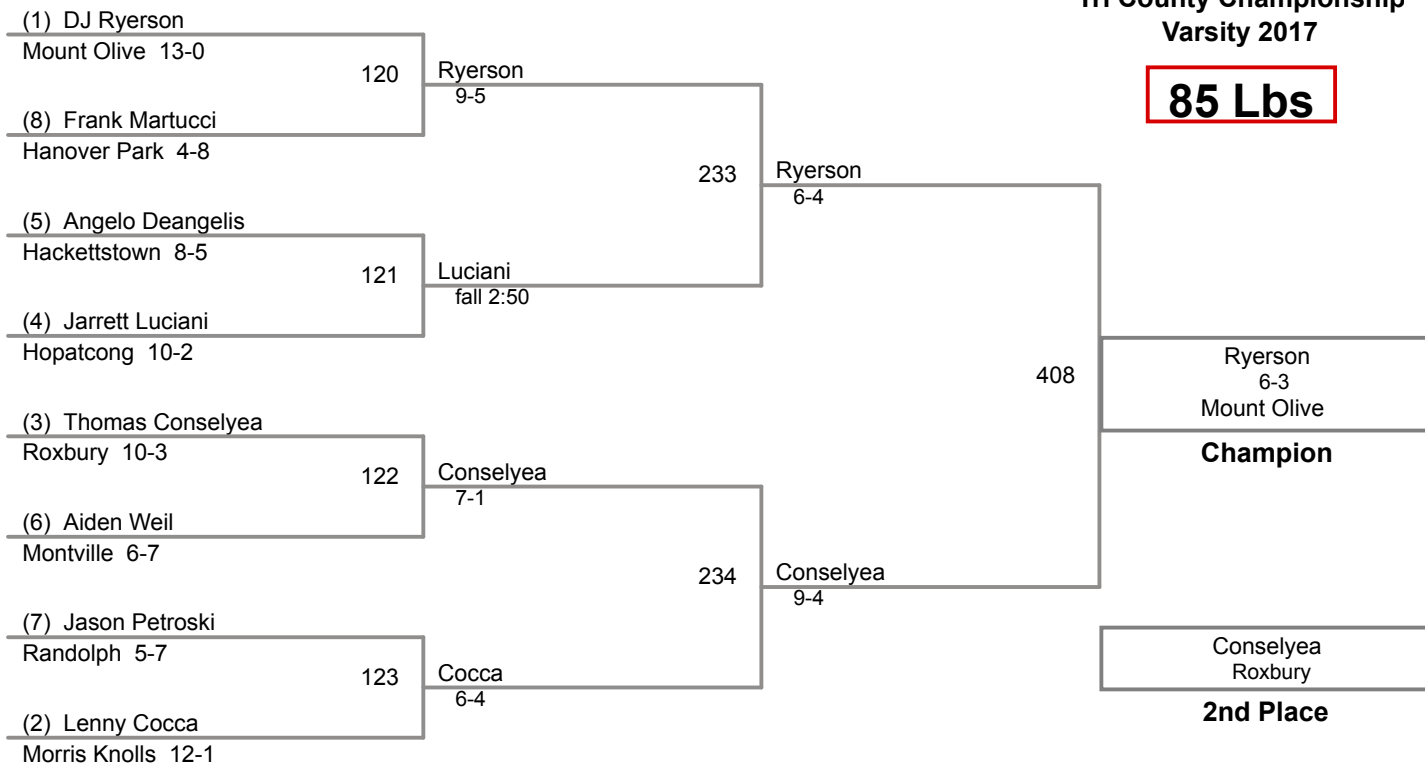 Tri County Championship
Varsity 2017
85 Lbs
(1) DJ Ryerson
Mount Olive 13-0
120
Ryerson
9-5
(8) Frank Martucci
Hanover Park 4-8
233
Ryerson
6-4
(5) Angelo Deangelis
Hackettstown 8-5
121
Luciani
fall 2:50
(4) Jarrett Luciani
Hopatcong 10-2
408
Ryerson
6-3
Mount Olive
Champion
(3) Thomas Conselyea
Roxbury 10-3
122
Conselyea
7-1
(6) Aiden Weil
Montville 6-7
234
Conselyea
9-4
(7) Jason Petroski
Randolph 5-7
123
Cocca
6-4
(2) Lenny Cocca
Morris Knolls 12-1
Conselyea
Roxbury
2nd Place